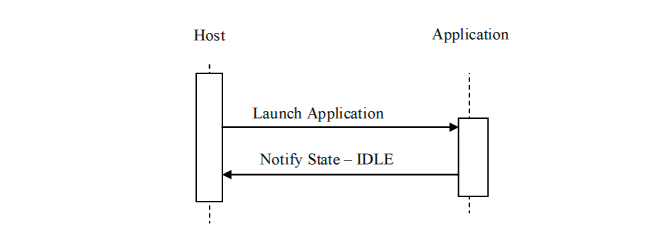 Host
Application
Launch Application
Notify State – IDLE